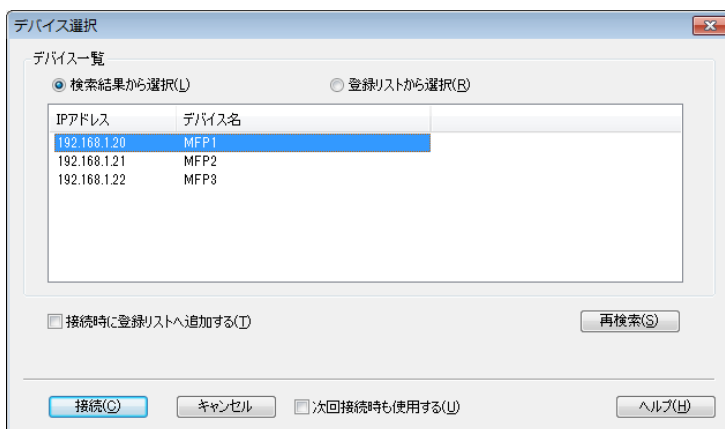 デバイス選択
デバイス一覧
検索結果から選択(L) 登録リストから選択(R)
IPアドレス デバイス名
192.168.1.20 MFP1
192.168.1.21 MFP2
192.168.1.22 MFP3
接続時に登録リストへ追加する(T) 再検索(S)
接続(C) キャンセル 次回接続時も使用する(U) ヘルプ(H)